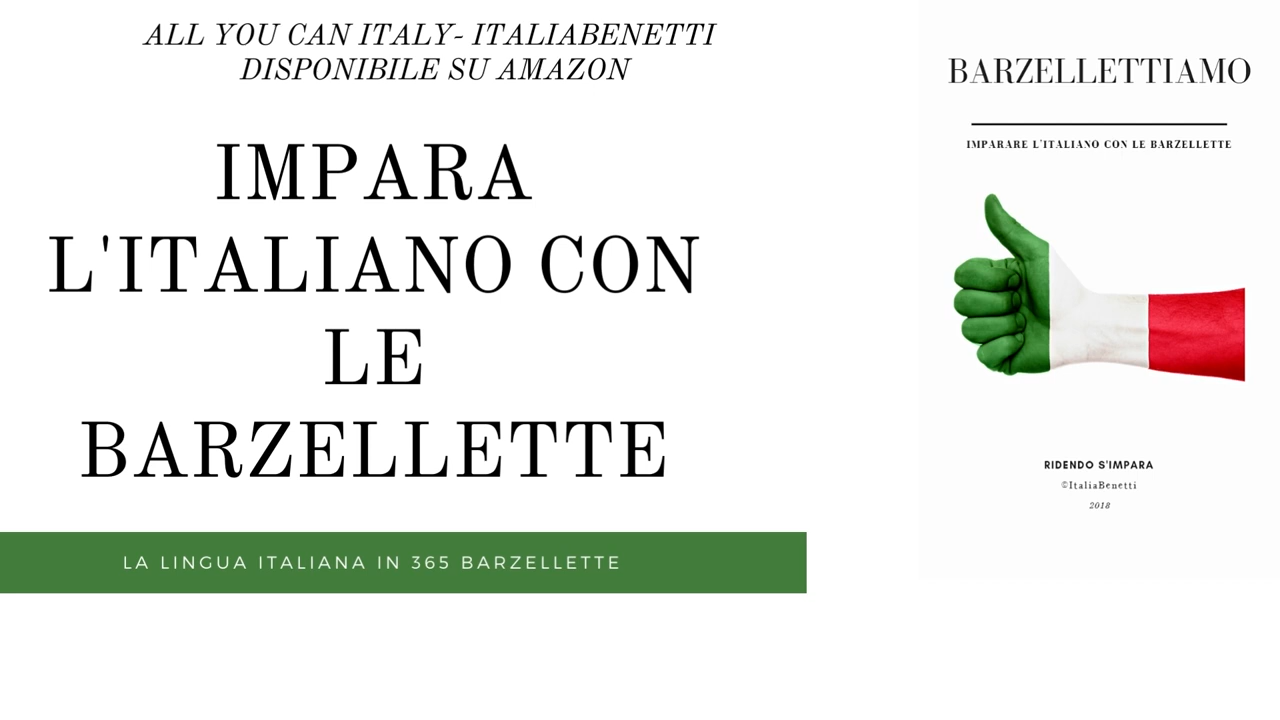 ALL YOU CAN ITALY- ITALIABENETTI
DISPONIBILE SU AMAZON
IMPARA
L'ITALIANO CON
LE
BARZELLETTE
LA LINGUA ITALIANA IN 365 BARZELLETTE
BARZELLETTIAMO
IMPARARE L'ITALIANO CON LE BARZELLETTE
RIDENDO S'IMPARA
©ItaliaBenetti
2018